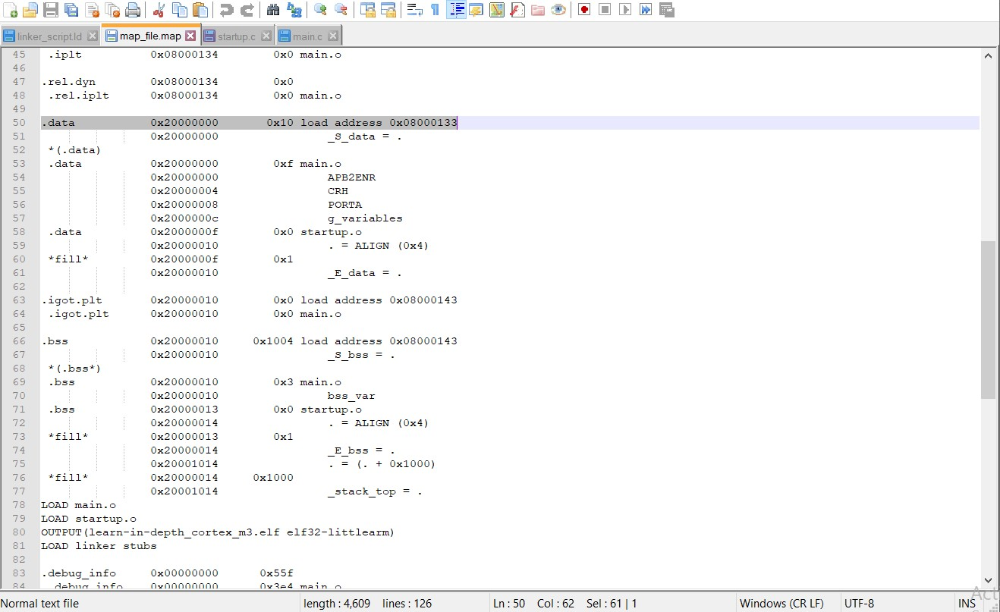 linker_script.ld map_file.map startup.c main.c
45 .iplt 0x08000134 0x0 main.o
46
47 .rel.dyn 0x08000134 0x0
48 .rel.iplt 0x08000134 0x0 main.o
49
50 .data 0x20000000 0x10 load address 0x08000133
51 0x20000000 _S_data = .
52 *(.data)
53 .data 0x20000000 0xf main.o
54 0x20000000 APB2ENR
55 0x20000004 CRH
56 0x20000008 PORTA
57 0x2000000c g_variables
58 .data 0x2000000f 0x0 startup.o
59 0x20000010 . = ALIGN (0x4)
60 *fill* 0x2000000f 0x1
61 0x20000010 _E_data = .
62
63 .igot.plt 0x20000010 0x0 load address 0x08000143
64 .igot.plt 0x20000010 0x0 main.o
65
66 .bss 0x20000010 0x1004 load address 0x08000143
67 0x20000010 _S_bss = .
68 *(.bss*)
69 .bss 0x20000010 0x3 main.o
70 0x20000010 bss_var
71 .bss 0x20000013 0x0 startup.o
72 0x20000014 . = ALIGN (0x4)
73 *fill* 0x20000013 0x1
74 0x20000014 _E_bss = .
75 0x20001014 . = (. + 0x1000)
76 *fill* 0x20000014 0x1000
77 0x20001014 _stack_top = .
78 LOAD main.o
79 LOAD startup.o
80 OUTPUT(learn-in-depth_cortex_m3.elf elf32-littlearm)
81 LOAD linker stubs
82
83 .debug_info 0x00000000 0x55f
84 .debug_info 0x00000000 0x3e4 main.o
Normal text file length : 4,609 lines : 126 Ln : 50 Col : 62 Sel : 61 | 1 Windows (CR LF) UTF-8 INS